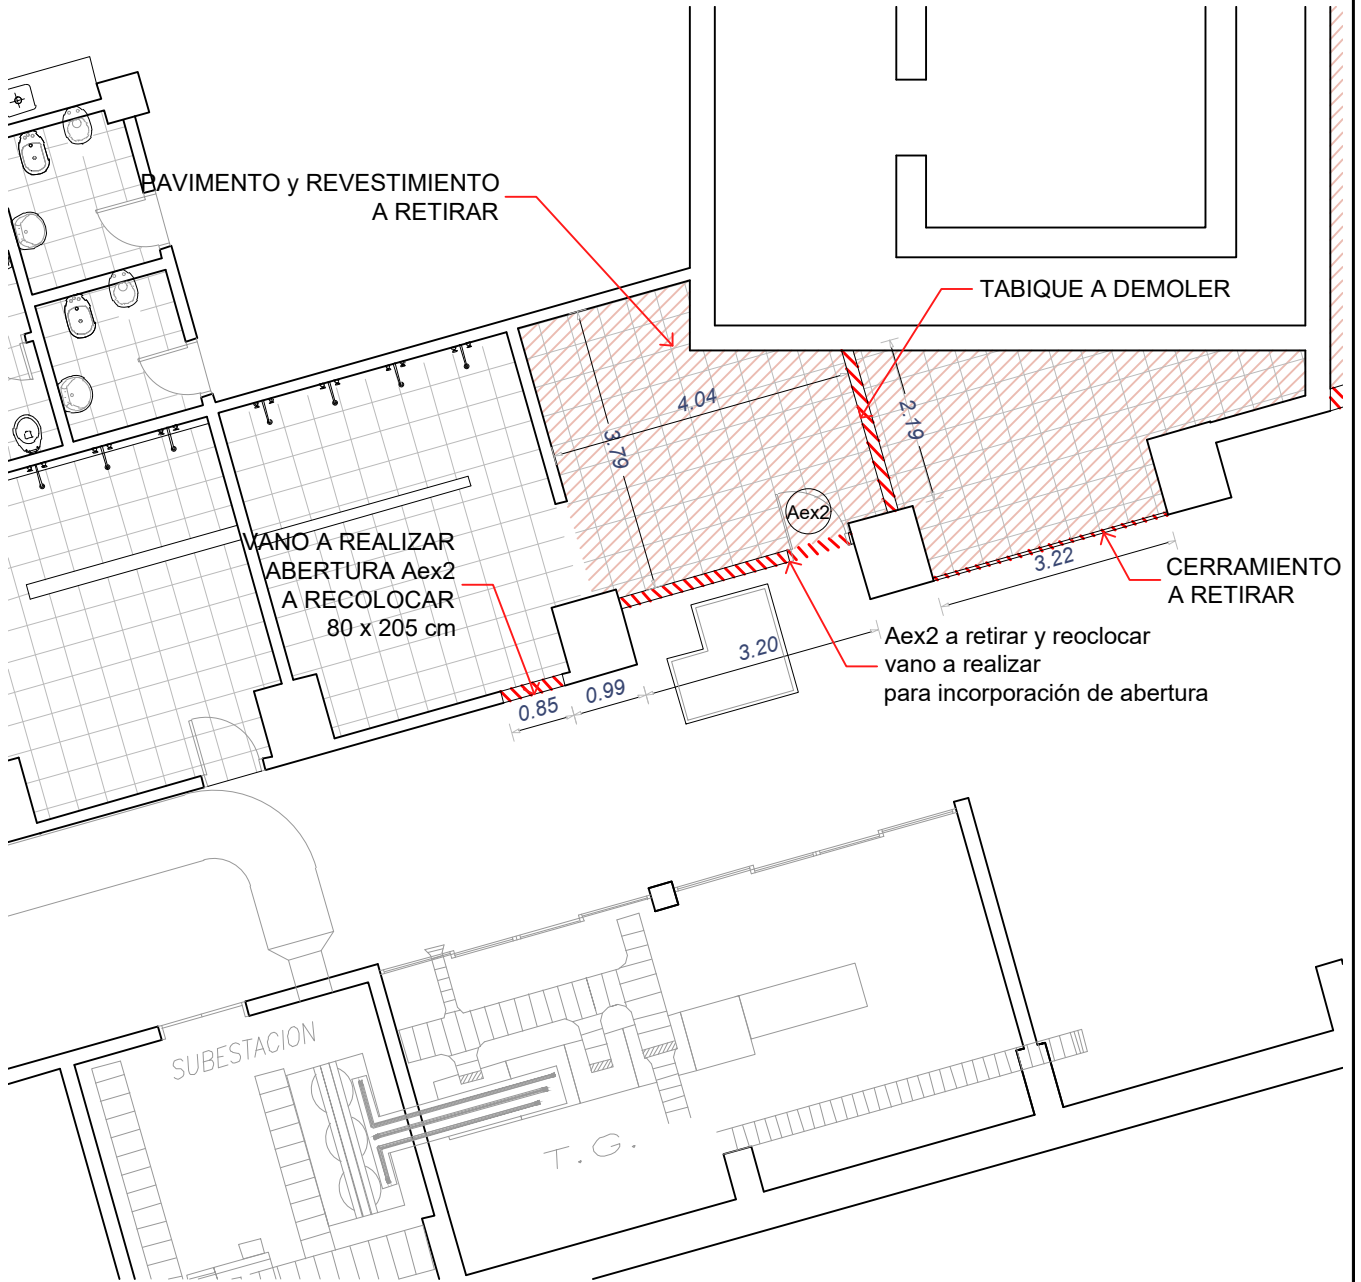 PAVIMENTO y REVESTIMIENTO
A RETIRAR
TABIQUE A DEMOLER
4.04
3.79
2.19
Aex2
VANO A REALIZAR
ABERTURA Aex2
A RECOLOCAR
80 x 205 cm
3.22
CERRAMIENTO
A RETIRAR
Aex2 a retirar y reoclocar
vano a realizar
para incorporación de abertura
3.20
0.99
0.85
SUBESTACION
T.G.